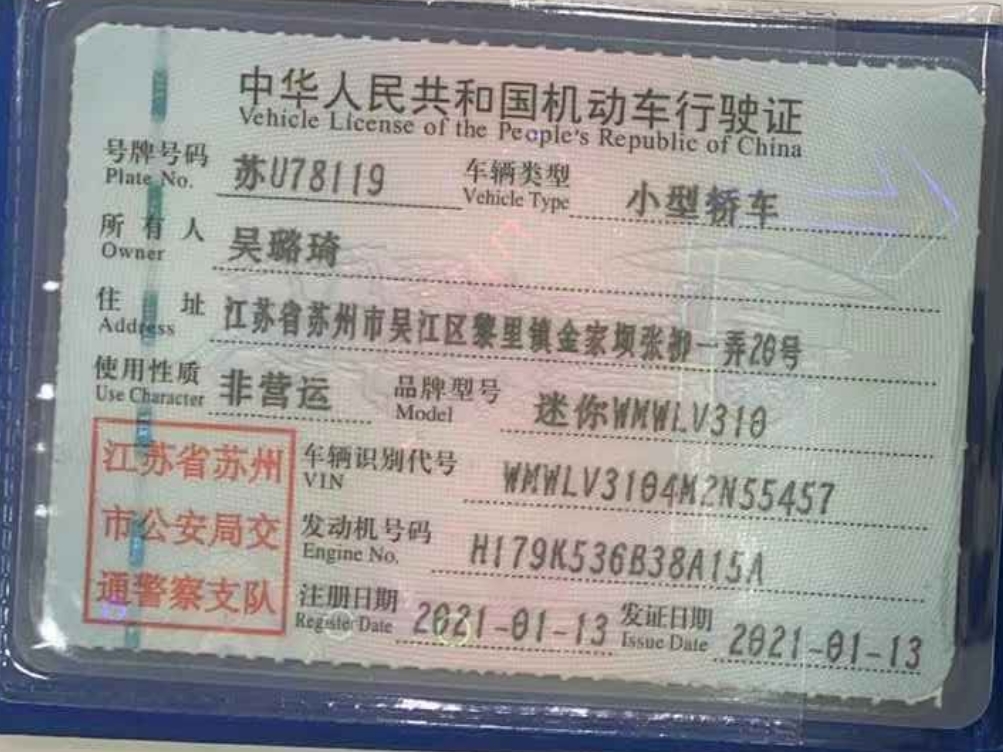 中华人民共和国机动车行驶证
Vehicle License of the People's Republic of China
号牌号码 苏U78119 车辆类型 小型轿车
Plate No. Vehicle Type
所有人 吴璐琦
Owner
住址 江苏省苏州市吴江区黎里镇金家坝张柳一弄20号
Address
使用性质 非营运 品牌型号 迷你WMWLV310
Use Character Model
江苏省苏州 车辆识别代号 WMWLV3104M2N55457
VIN
市公安局交 发动机号码 H179K536B38A15A
Engine No.
通警察支队 注册日期 2021-01-13 发证日期 2021-01-13
Register Date Issue Date